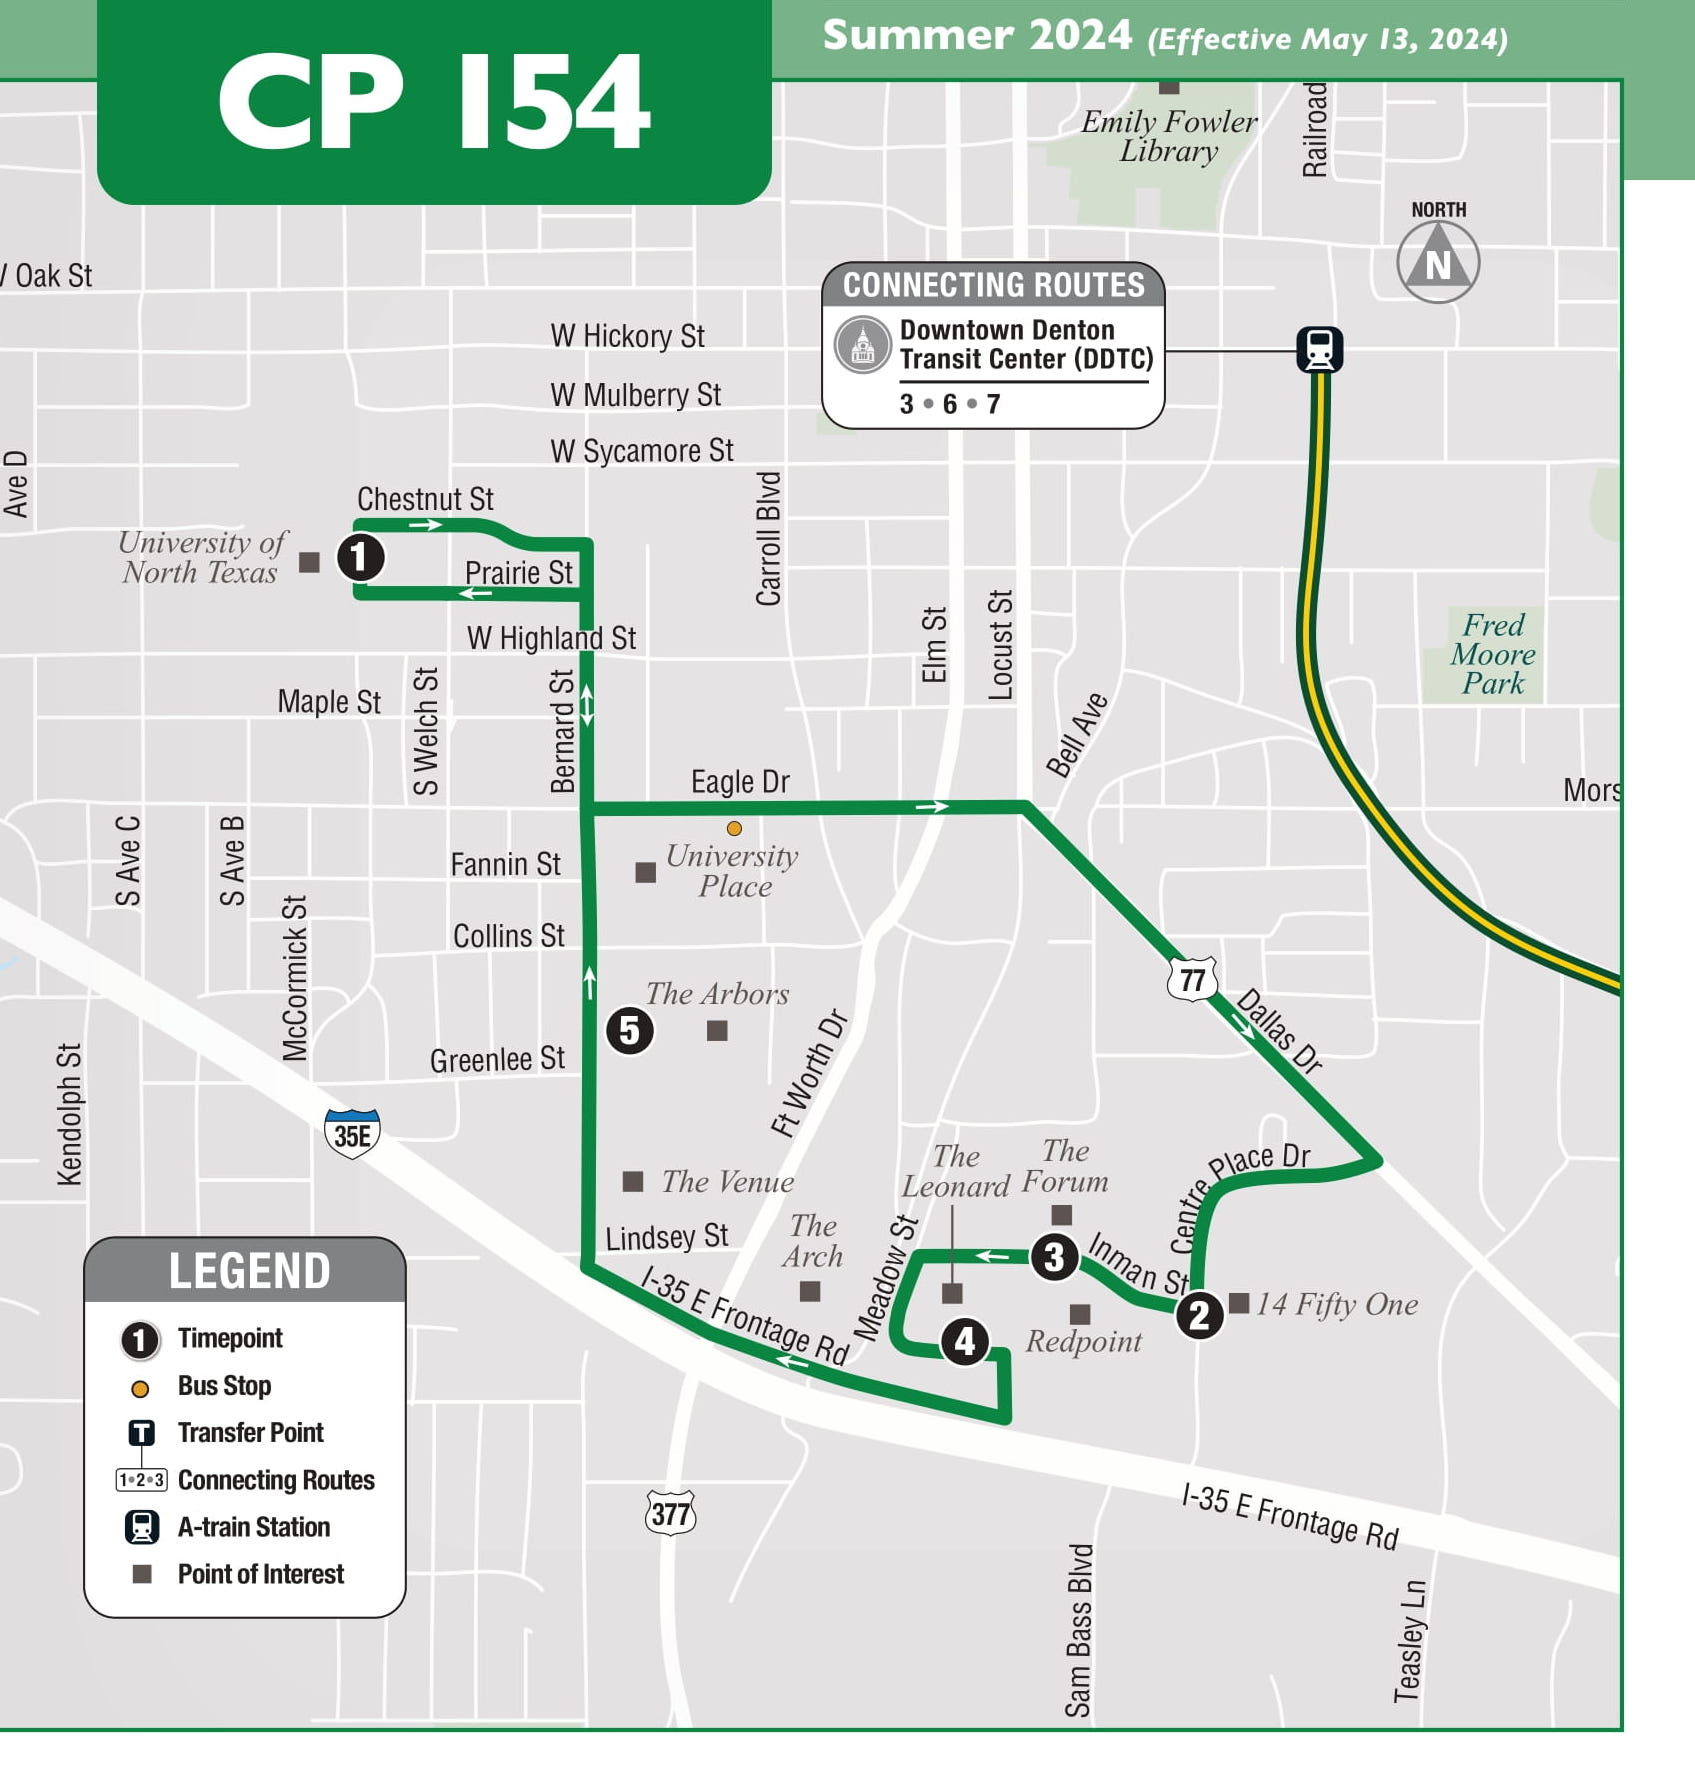 CP 154
Summer 2024 (Effective May 13, 2024)
Emily Fowler
Library
Railroad
NORTH
N
Oak St
CONNECTING ROUTES
Downtown Denton
Transit Center (DDTC)
3 • 6 • 7
W Hickory St
W Mulberry St
W Sycamore St
Ave D
Chestnut St
Carroll Blvd
University of
North Texas
1
Prairie St
Elm St
Locust St
W Highland St
Fred
Moore
Park
Maple St
S Welch St
Bernard St
Bell Ave
Eagle Dr
Mors
S Ave C
S Ave B
Fannin St
University
Place
McCormick St
Collins St
77
The Arbors
5
Dallas Dr
Ft Worth Dr
Greenlee St
Kendolph St
35E
The
Leonard
The
Forum
Centre Place Dr
The Venue
Lindsey St
The
Arch
Meadow St
3
Inman St
2
14 Fifty One
4
Redpoint
I-35 E Frontage Rd
LEGEND
1
Timepoint
Bus Stop
T
Transfer Point
1•2•3
Connecting Routes
A-train Station
Point of Interest
377
I-35 E Frontage Rd
Sam Bass Blvd
Teasley Ln